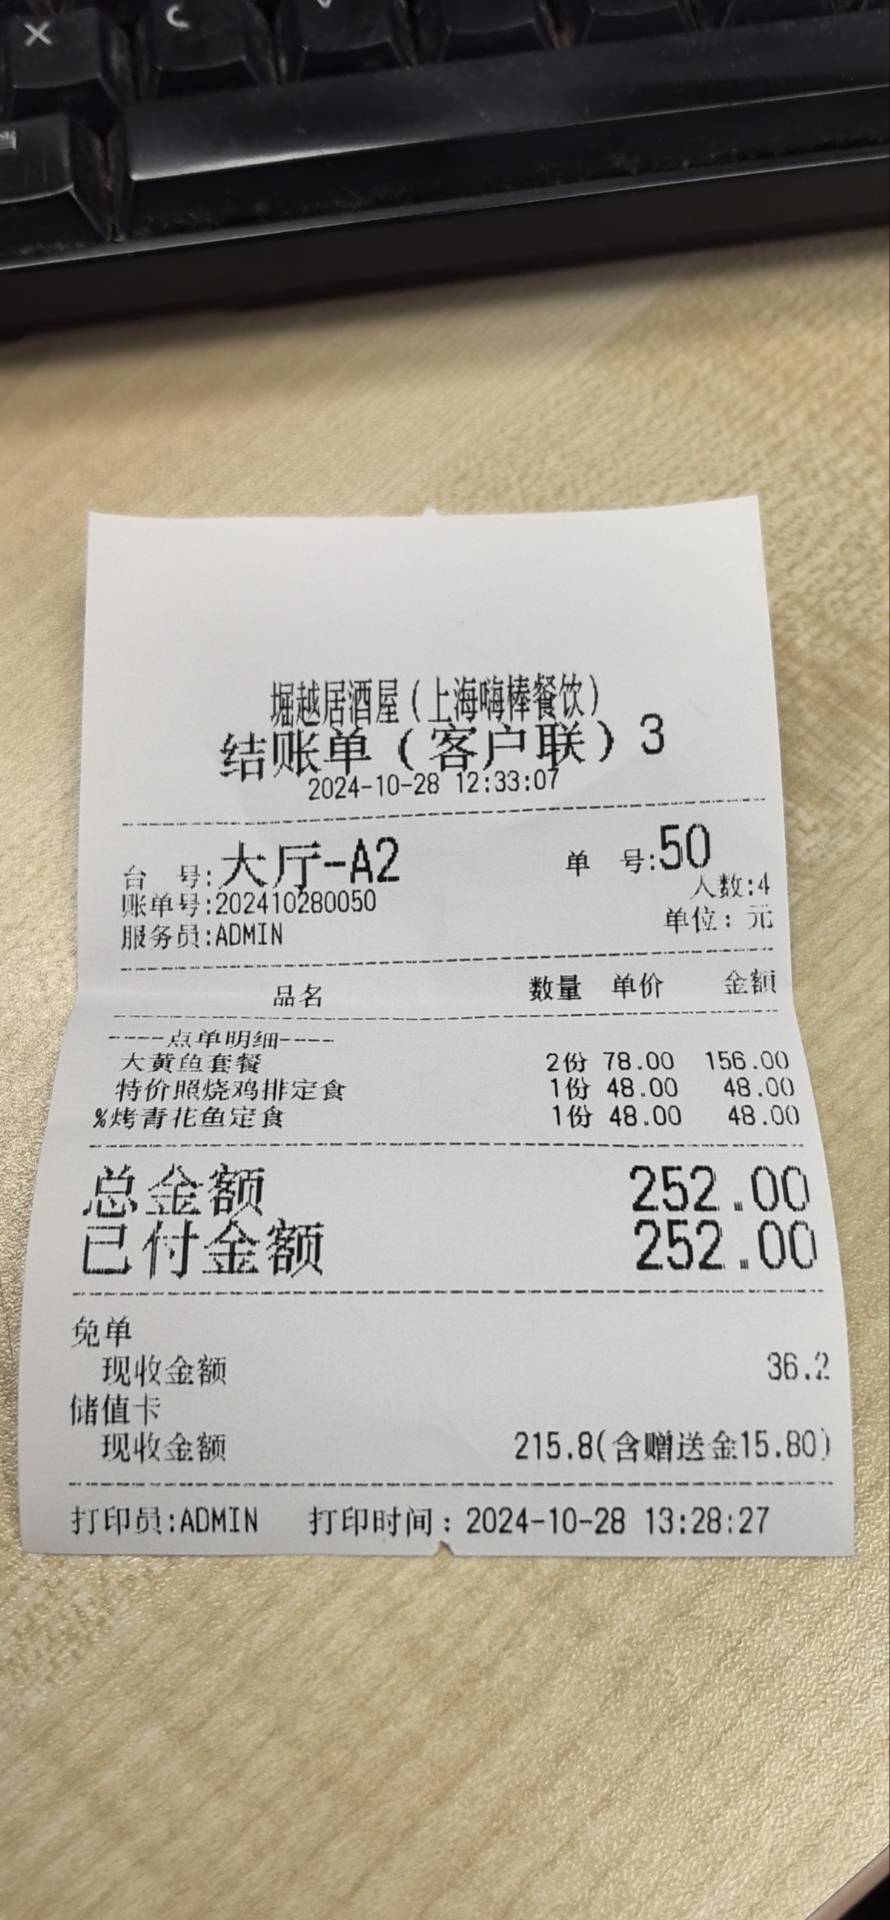 X
C
堀越居酒屋(上海嗨棒餐饮)
结账单(客户联)3
2024-10-28 12:33:07
台 号:大厅-A2 单 号:50
人数:4
账单号:202410280050
单位: 元
服务员:ADMIN
品名 数量 单价 金额
-----点单明细-----
大黄鱼套餐 2份 78.00 156.00
特价照烧鸡排定食 1份 48.00 48.00
%烤青花鱼定食 1份 48.00 48.00
总金额 252.00
已付金额 252.00
免单
现收金额 36.2
储值卡
现收金额 215.8(含赠送金15.80)
打印员:ADMIN 打印时间: 2024-10-28 13:28:27